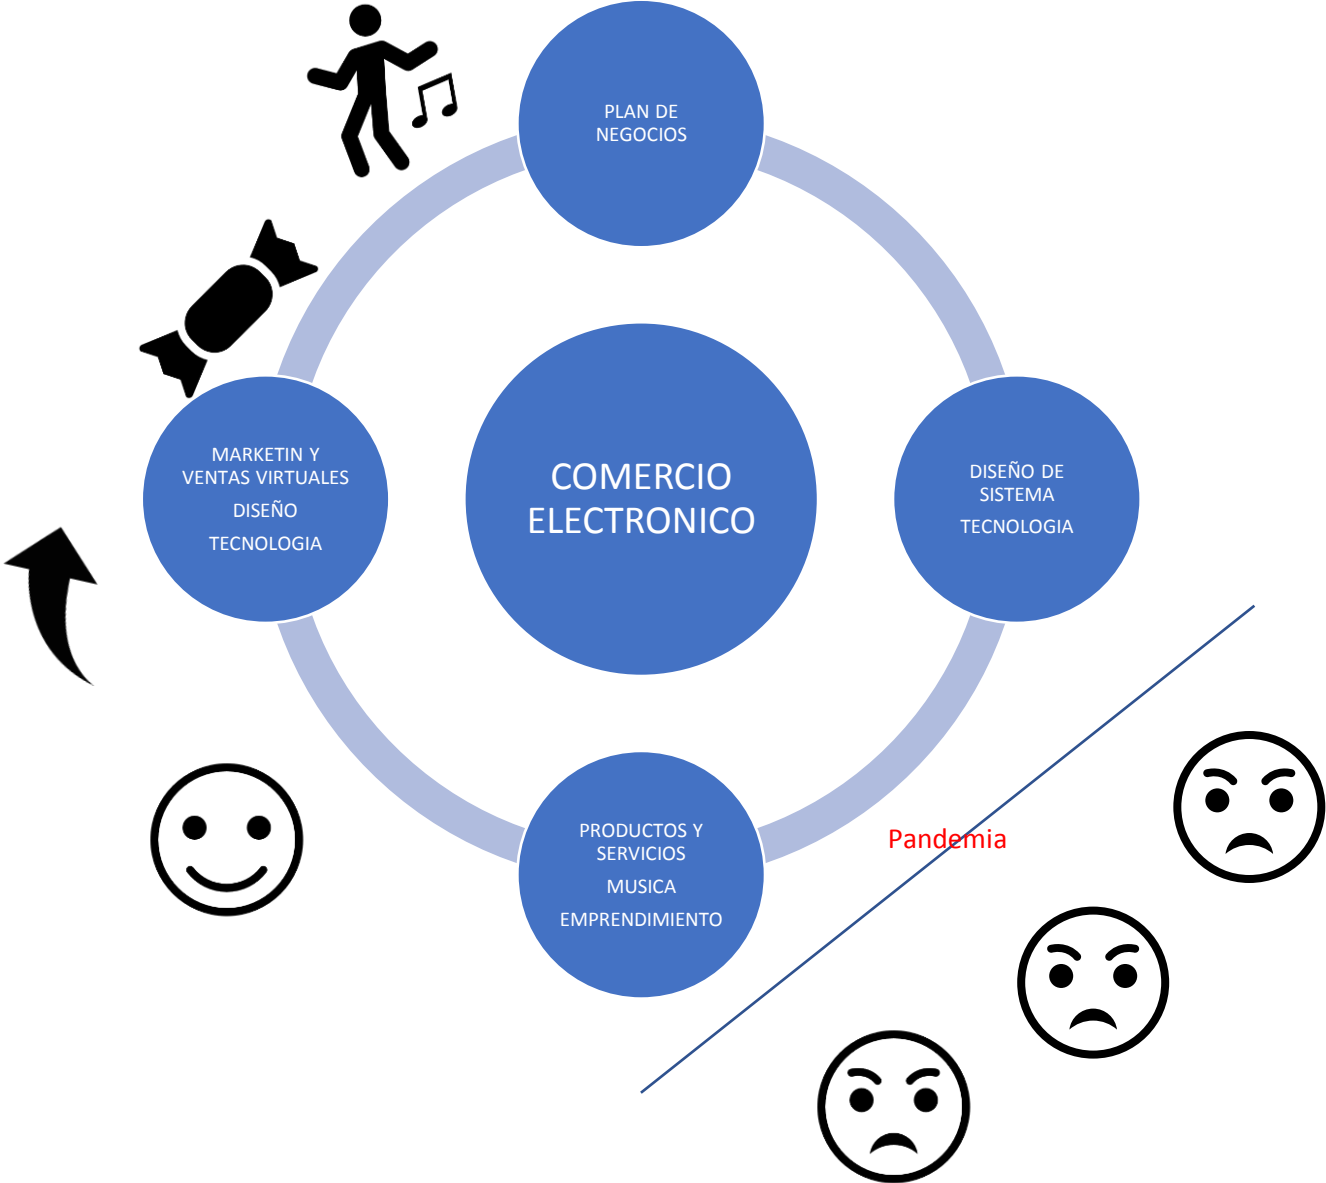 PLAN DE
NEGOCIOS
MARKETIN Y
VENTAS VIRTUALES
DISEÑO
TECNOLOGIA
COMERCIO
ELECTRONICO
DISEÑO DE
SISTEMA
TECNOLOGIA
PRODUCTOS Y
SERVICIOS
MUSICA
EMPRENDIMIENTO
Pandemia